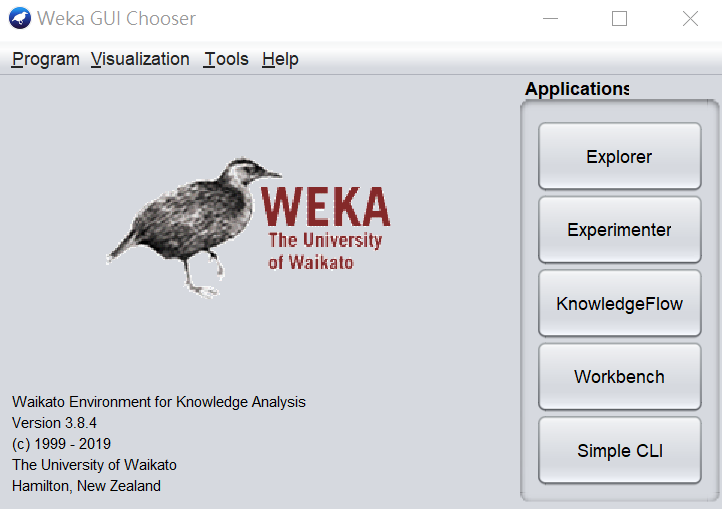 Weka GUI Chooser
Program Visualization Tools Help
Applications
WEKA
The University
of Waikato
Explorer
Experimenter
KnowledgeFlow
Workbench
Simple CLI
Waikato Environment for Knowledge Analysis
Version 3.8.4
(c) 1999 - 2019
The University of Waikato
Hamilton, New Zealand